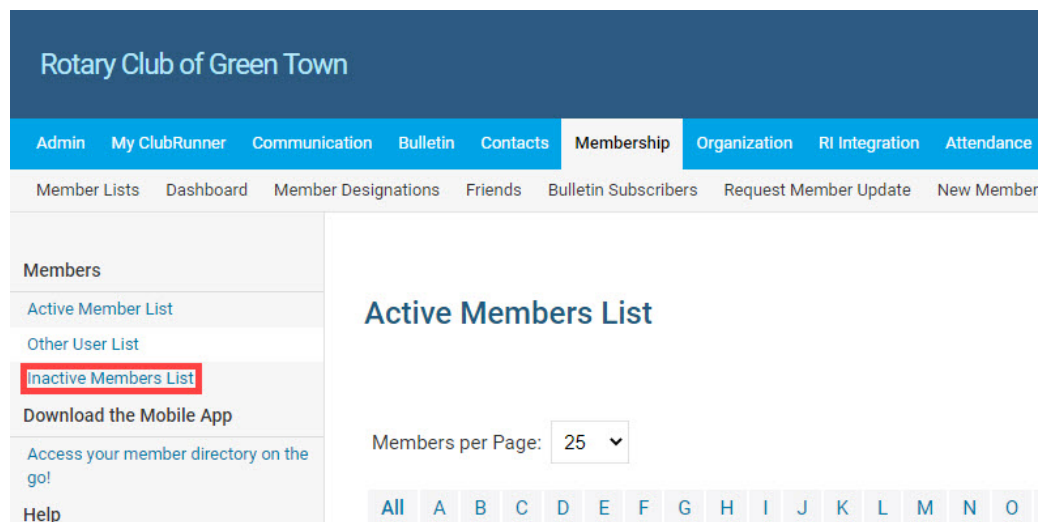 Rotary Club of Green Town
Admin My ClubRunner Communication Bulletin Contacts Membership Organization RI Integration Attendance
Member Lists Dashboard Member Designations Friends Bulletin Subscribers Request Member Update New Member
Members
Active Member List
Other User List
Inactive Members List
Download the Mobile App
Access your member directory on the
go!
Help
Active Members List
Members per Page: 25
All A B C D E F G H I J K L M N O